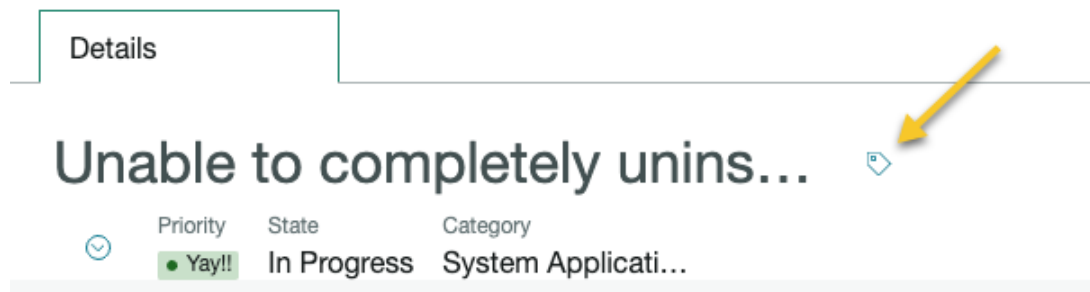 Details
Unable to completely unins...
Priority State Category
Yay!! In Progress System Applicati...